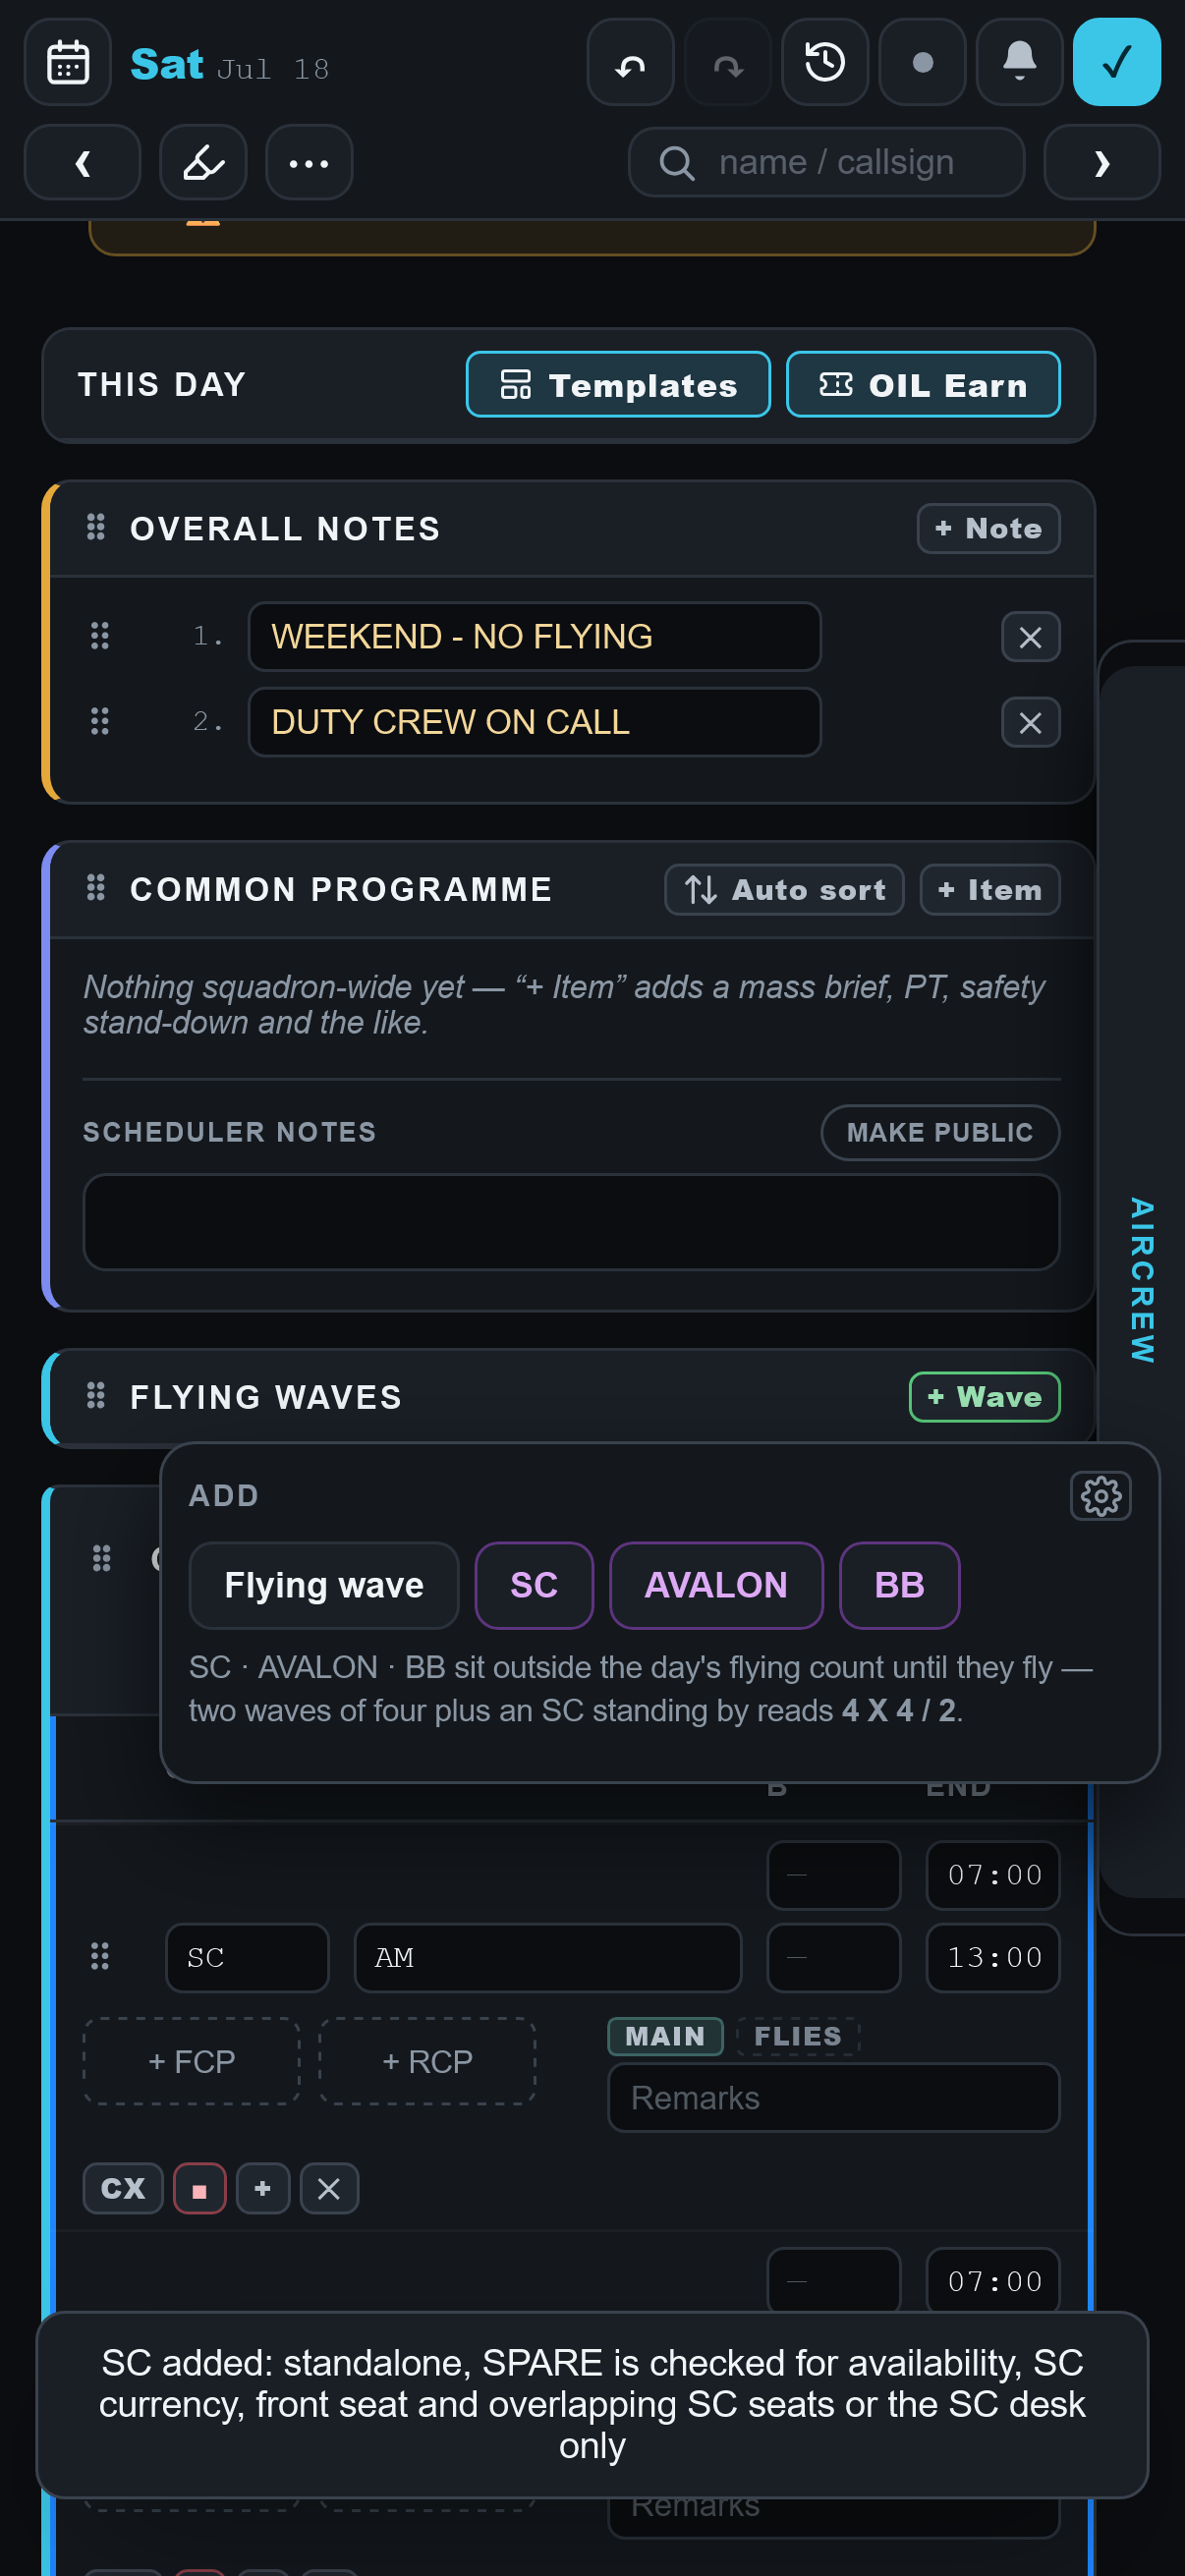 Sat Jul 18
name / callsign
THIS DAY
Templates
OIL Earn
OVERALL NOTES
+ Note
1. WEEKEND - NO FLYING
2. DUTY CREW ON CALL
COMMON PROGRAMME
Auto sort
+ Item
Nothing squadron-wide yet — “+ Item” adds a mass brief, PT, safety
stand-down and the like.
SCHEDULER NOTES
MAKE PUBLIC
AIRCREW
FLYING WAVES
+ Wave
ADD
Flying wave
SC
AVALON
BB
SC · AVALON · BB sit outside the day's flying count until they fly —
two waves of four plus an SC standing by reads 4 X 4 / 2.
B
END
— 07:00
SC AM — 13:00
+ FCP
+ RCP
MAIN
FLIES
Remarks
CX
+
— 07:00
SC added: standalone, SPARE is checked for availability, SC
currency, front seat and overlapping SC seats or the SC desk
only
Remarks